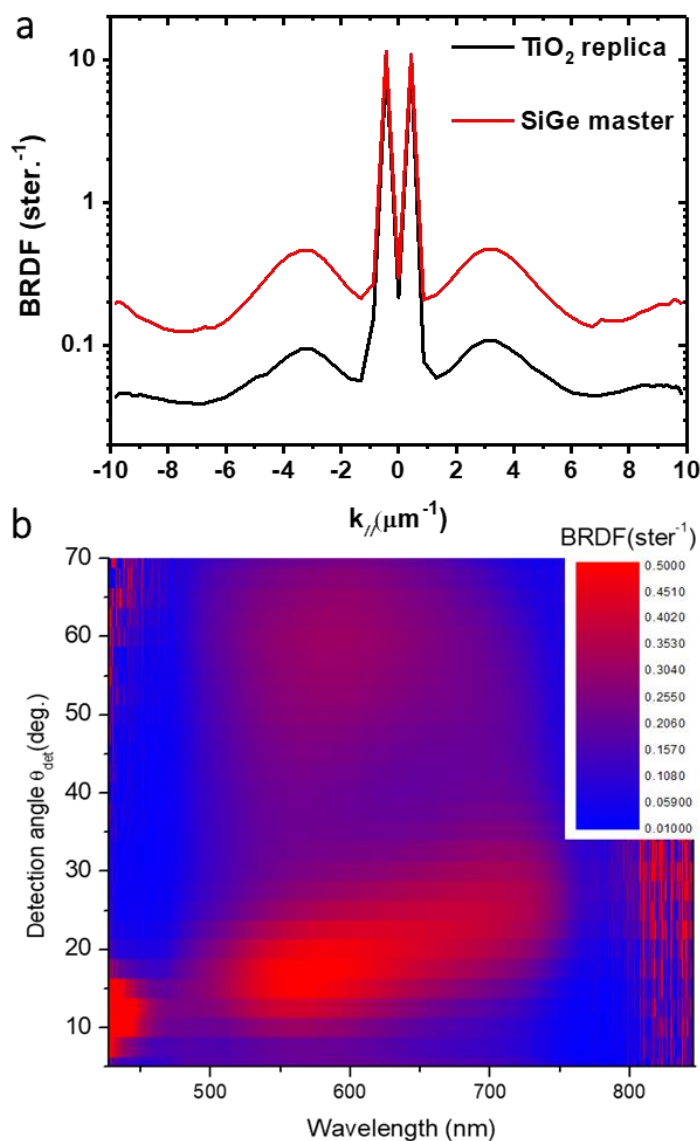 a
TiO₂ replica
SiGe master
10
1
0.1
BRDF (ster.⁻¹)
-10 -8 -6 -4 -2 0 2 4 6 8 10
k//(μm⁻¹)
b
BRDF(ster⁻¹)
0.5000
0.4510
0.4020
0.3530
0.3040
0.2550
0.2060
0.1570
0.1080
0.05900
0.01000
70
60
50
40
30
20
10
Detection angle θdet(deg.)
500 600 700 800
Wavelength (nm)